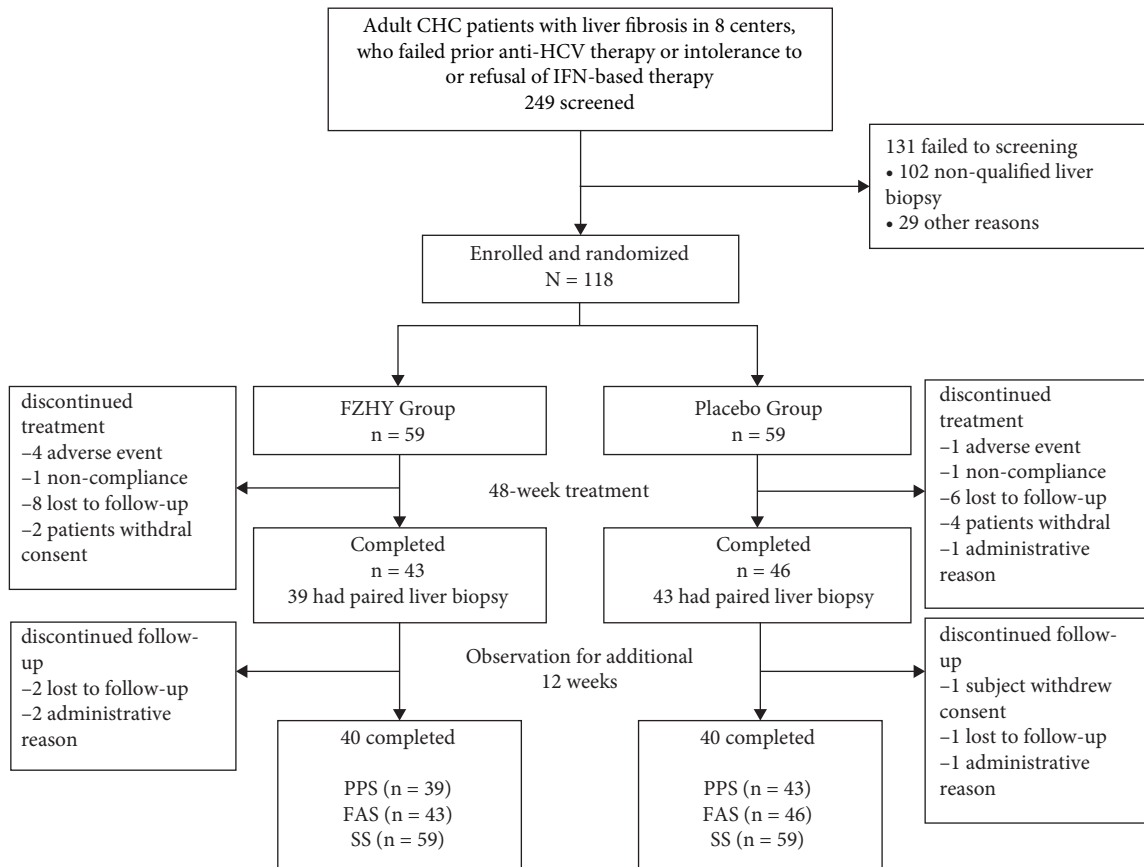 Adult CHC patients with liver fibrosis in 8 centers,
who failed prior anti-HCV therapy or intolerance to
or refusal of IFN-based therapy
249 screened
131 failed to screening
• 102 non-qualified liver
biopsy
• 29 other reasons
Enrolled and randomized
N = 118
discontinued
treatment
–4 adverse event
–1 non-compliance
–8 lost to follow-up
–2 patients withdral
consent
FZHY Group
n = 59
Placebo Group
n = 59
discontinued
treatment
–1 adverse event
–1 non-compliance
–6 lost to follow-up
–4 patients withdral
–1 administrative
reason
48-week treatment
Completed
n = 43
39 had paired liver biopsy
Completed
n = 46
43 had paired liver biopsy
discontinued follow-
up
–2 lost to follow-up
–2 administrative
reason
Observation for additional
12 weeks
discontinued follow-
up
–1 subject withdrew
consent
–1 lost to follow-up
–1 administrative
reason
40 completed
PPS (n = 39)
FAS (n = 43)
SS (n = 59)
40 completed
PPS (n = 43)
FAS (n = 46)
SS (n = 59)